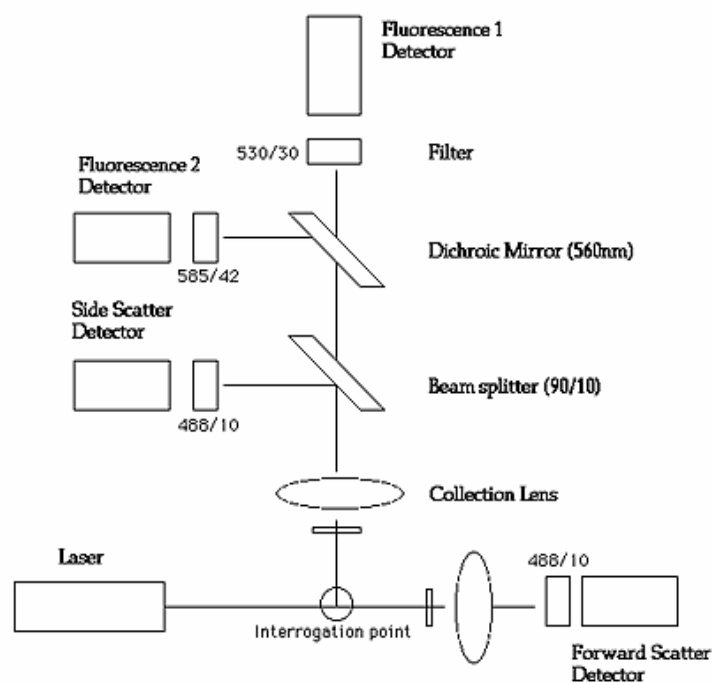 Fluorescence 1
Detector
530/30
Filter
Fluorescence 2
Detector
Dichroic Mirror (560nm)
585/42
Side Scatter
Detector
Beam splitter (90/10)
488/10
Collection Lens
Laser
488/10
Interrogation point
Forward Scatter
Detector